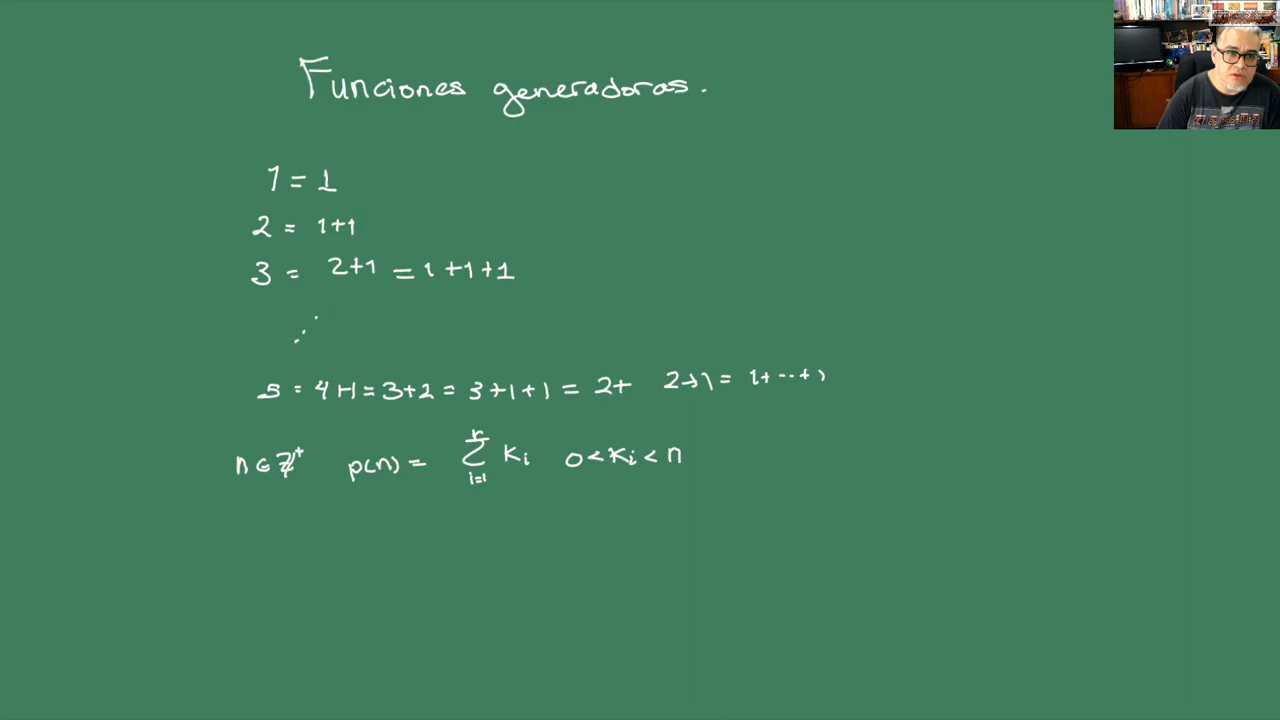 Funciones generadoras.
1 = 1
2 = 1+1
3 = 2+1 = 1+1+1
⋰
5 = 4+1 = 3+2 = 3+1+1 = 2+ 2+1 = 1+ ...+1
n ∈ ℤ⁺ p(n) = ∑_{i=1}^{r} Kᵢ 0 < Kᵢ < n